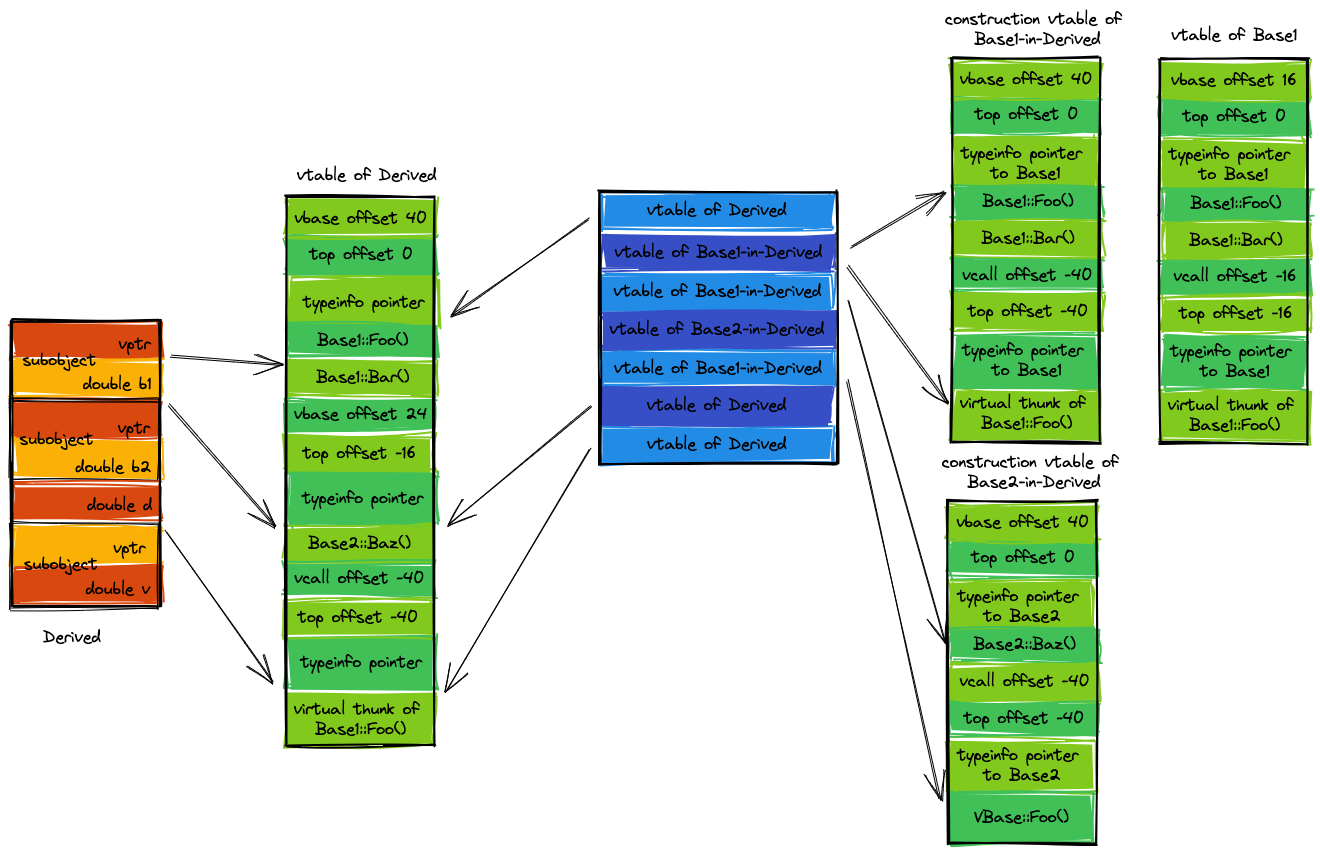 vptr
subobject
double b1
vptr
subobject
double b2
double d
vptr
subobject
double v
Derived
vtable of Derived
vbase offset 40
top offset 0
typeinfo pointer
Base1::Foo()
Base1::Bar()
vbase offset 24
top offset -16
typeinfo pointer
Base2::Baz()
vcall offset -40
top offset -40
typeinfo pointer
virtual thunk of
Base1::Foo()
vtable of Derived
vtable of Base1-in-Derived
vtable of Base1-in-Derived
vtable of Base2-in-Derived
vtable of Base1-in-Derived
vtable of Derived
vtable of Derived
construction vtable of
Base1-in-Derived
vbase offset 40
top offset 0
typeinfo pointer
to Base1
Base1::Foo()
Base1::Bar()
vcall offset -40
top offset -40
typeinfo pointer
to Base1
virtual thunk of
Base1::Foo()
vtable of Base1
vbase offset 16
top offset 0
typeinfo pointer
to Base1
Base1::Foo()
Base1::Bar()
vcall offset -16
top offset -16
typeinfo pointer
to Base1
virtual thunk of
Base1::Foo()
construction vtable of
Base2-in-Derived
vbase offset 40
top offset 0
typeinfo pointer
to Base2
Base2::Baz()
vcall offset -40
top offset -40
typeinfo pointer
to Base2
VBase::Foo()